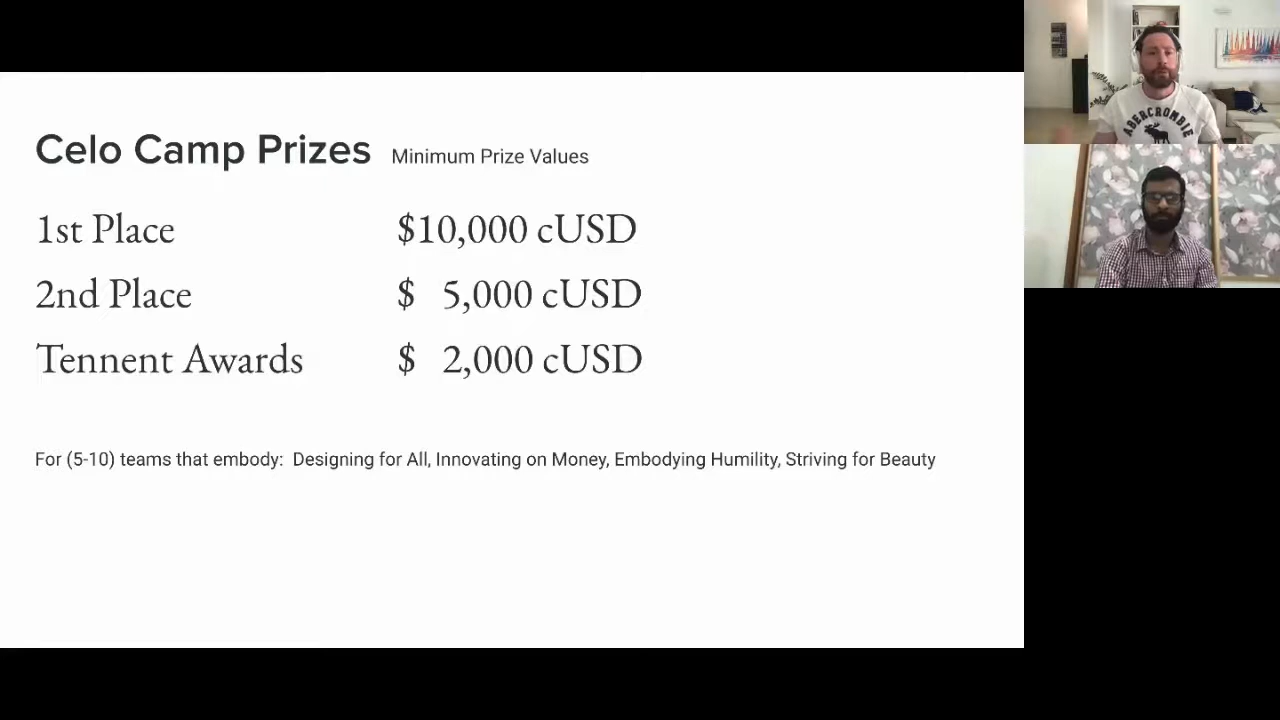 Celo Camp Prizes Minimum Prize Values
1st Place $10,000 cUSD
2nd Place $ 5,000 cUSD
Tennent Awards $ 2,000 cUSD
For (5-10) teams that embody: Designing for All, Innovating on Money, Embodying Humility, Striving for Beauty
ABERCROMBIE